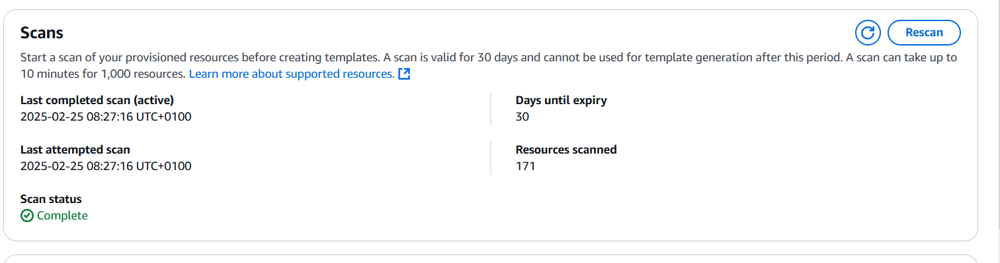 Scans
Rescan
Start a scan of your provisioned resources before creating templates. A scan is valid for 30 days and cannot be used for template generation after this period. A scan can take up to
10 minutes for 1,000 resources. Learn more about supported resources.
Last completed scan (active)
2025-02-25 08:27:16 UTC+0100
Days until expiry
30
Last attempted scan
2025-02-25 08:27:16 UTC+0100
Resources scanned
171
Scan status
Complete